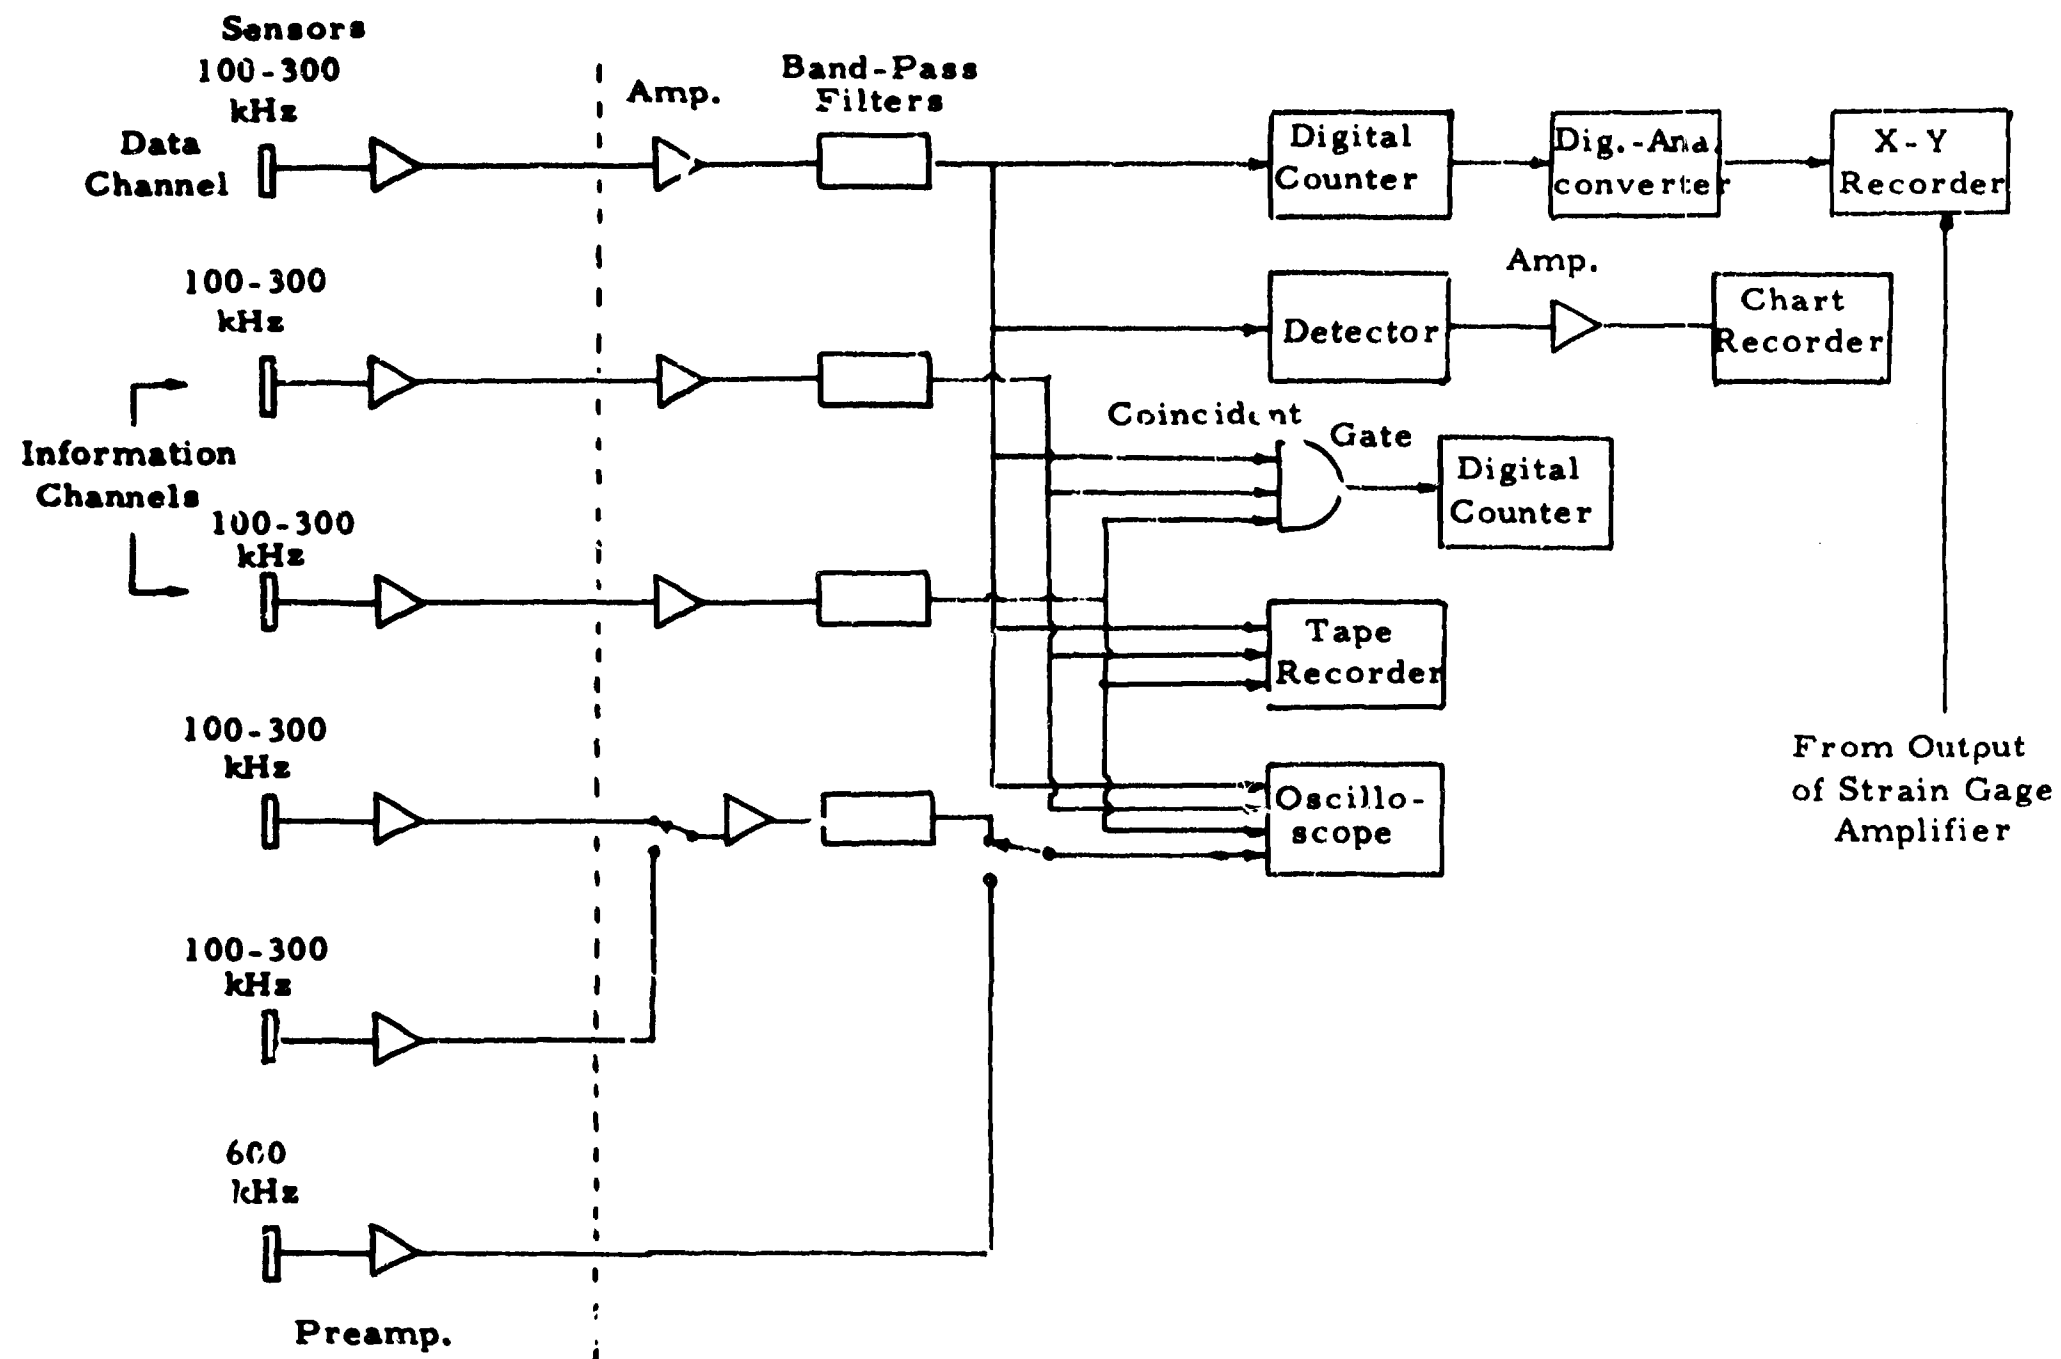 Sensors
100-300
kHz
Data
Channel
Amp.
Band-Pass
Filters
Digital
Counter
Dig.-Ana.
converter
X-Y
Recorder
100-300
kHz
Detector
Amp.
Chart
Recorder
Information
Channels
Coincident
Gate
Digital
Counter
100-300
kHz
Tape
Recorder
100-300
kHz
Oscillo-
scope
From Output
of Strain Gage
Amplifier
100-300
kHz
600
kHz
Preamp.